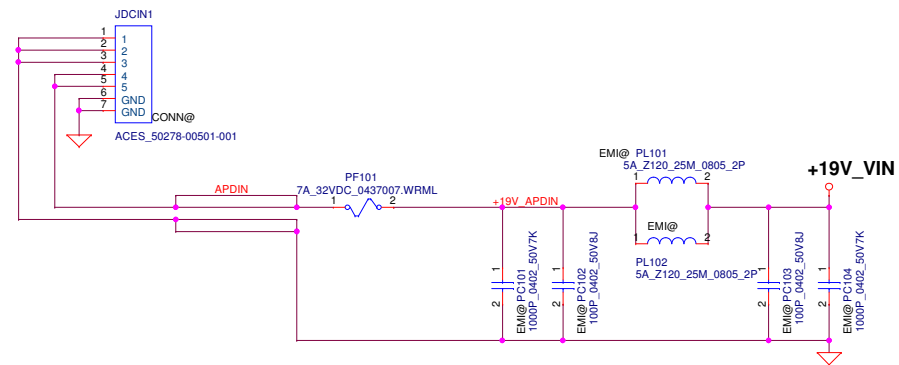 JDCIN1
1 1
2 2
3 3
4 4
5 5
6 GND
7 GND
CONN@
ACES_50278-00501-001
APDIN
PF101
7A_32VDC_0437007.WRML
1 2
+19V_APDIN
EMI@ PL101
5A_Z120_25M_0805_2P
1 2
EMI@
1 2
PL102
5A_Z120_25M_0805_2P
+19V_VIN
1
2
EMI@PC101
1000P_0402_50V7K
1
2
EMI@PC102
100P_0402_50V8J
1
2
EMI@PC103
100P_0402_50V8J
1
2
EMI@PC104
1000P_0402_50V7K